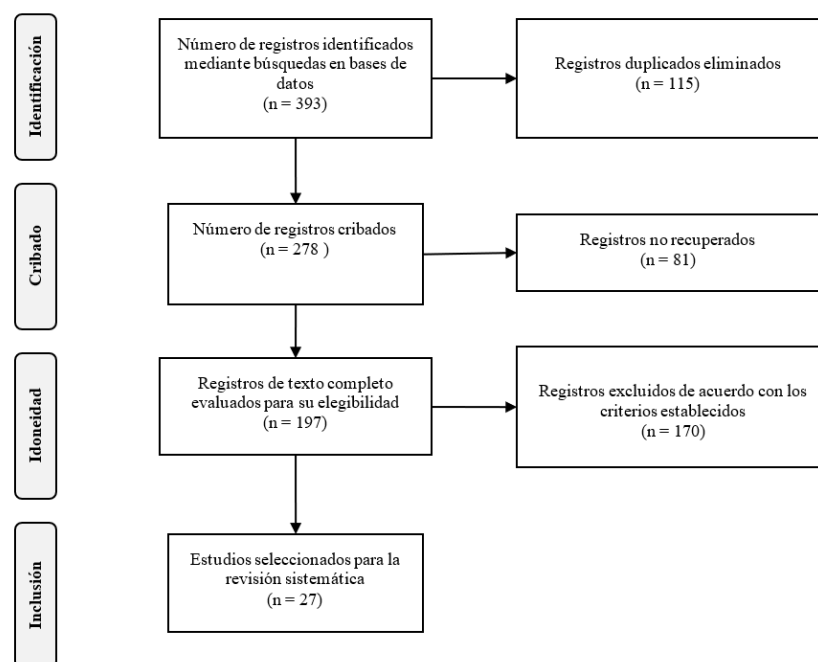 Identificación
Número de registros identificados
mediante búsquedas en bases de
datos
(n = 393)
Registros duplicados eliminados
(n = 115)
Cribado
Número de registros cribados
(n = 278 )
Registros no recuperados
(n = 81)
Idoneidad
Registros de texto completo
evaluados para su elegibilidad
(n = 197)
Registros excluidos de acuerdo con los
criterios establecidos
(n = 170)
Inclusión
Estudios seleccionados para la
revisión sistemática
(n = 27)